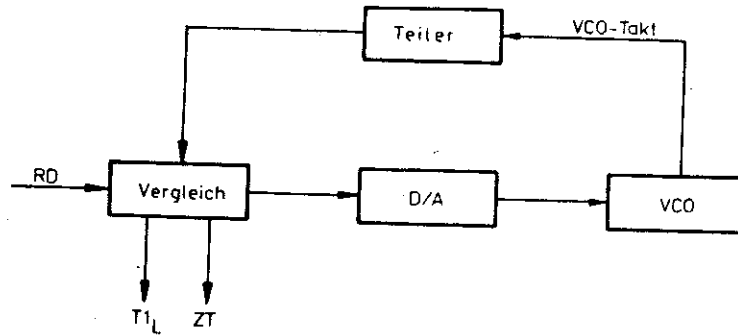 Teiler
VCO-Takt
RD
Vergleich
D/A
VCO
T1L
ZT